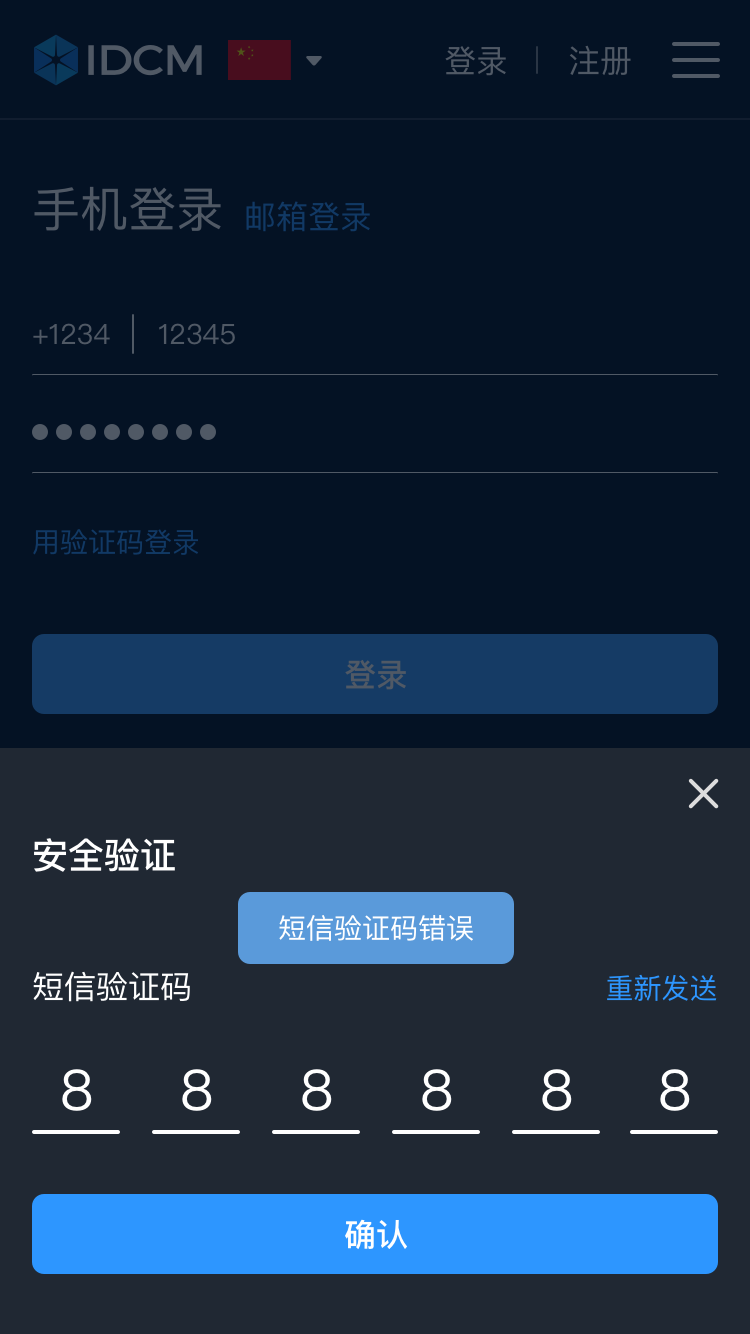 IDCM 登录 注册
手机登录 邮箱登录
+1234 12345
用验证码登录
登录
安全验证
短信验证码错误
短信验证码 重新发送
8 8 8 8 8 8
确认